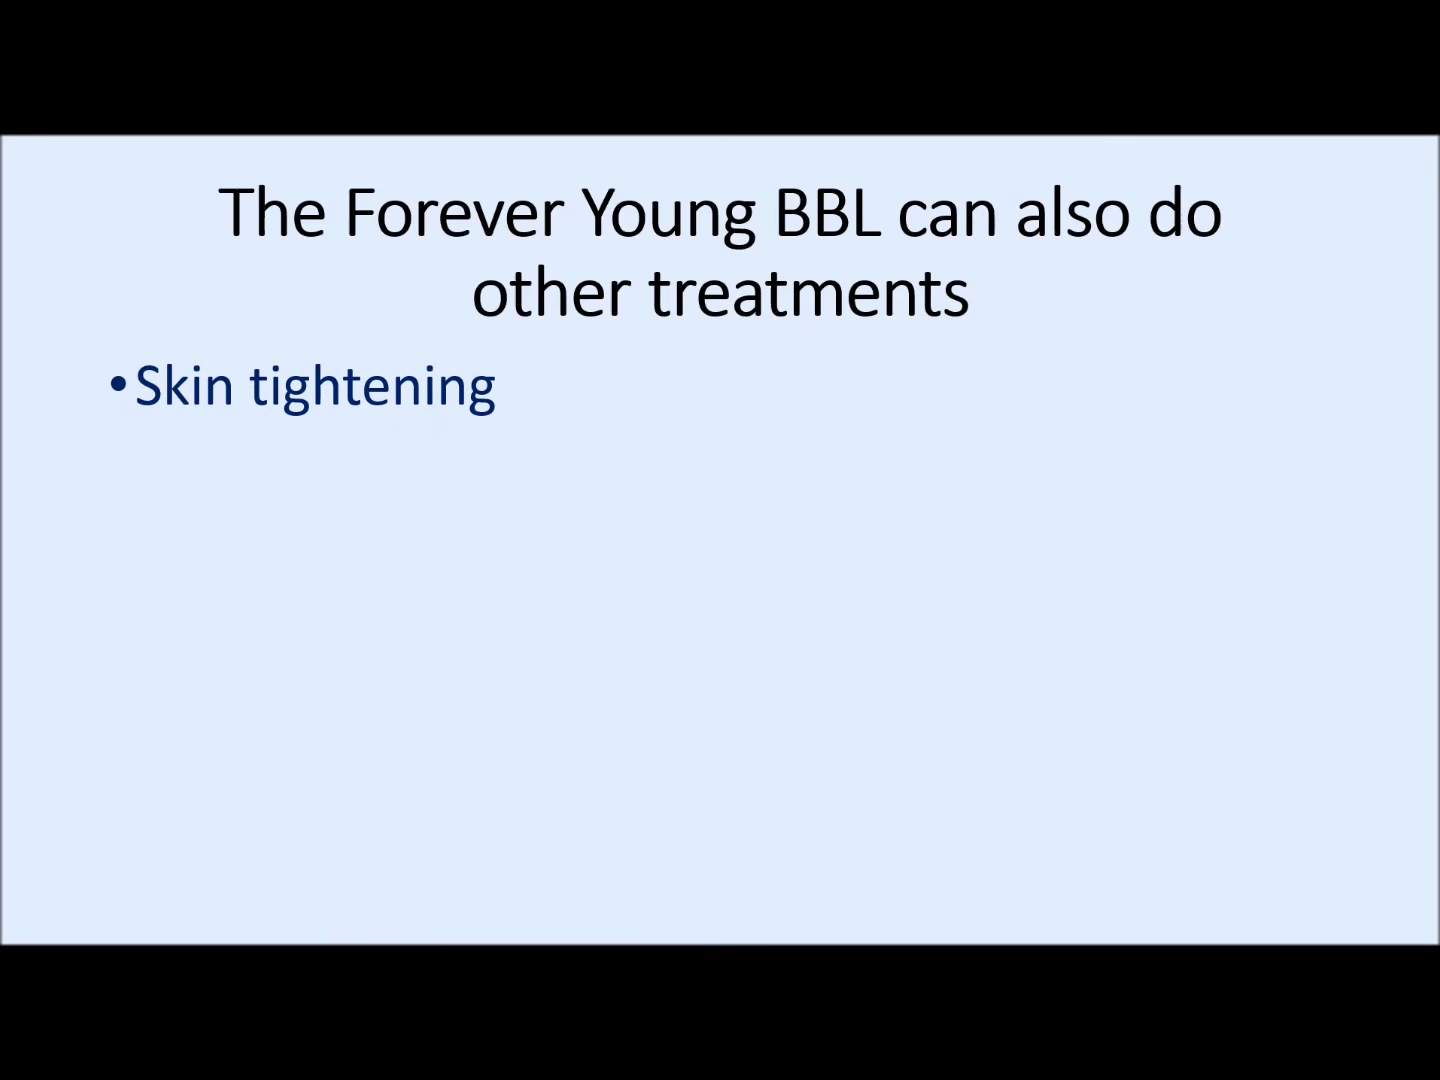 The Forever Young BBL can also do
other treatments
•Skin tightening